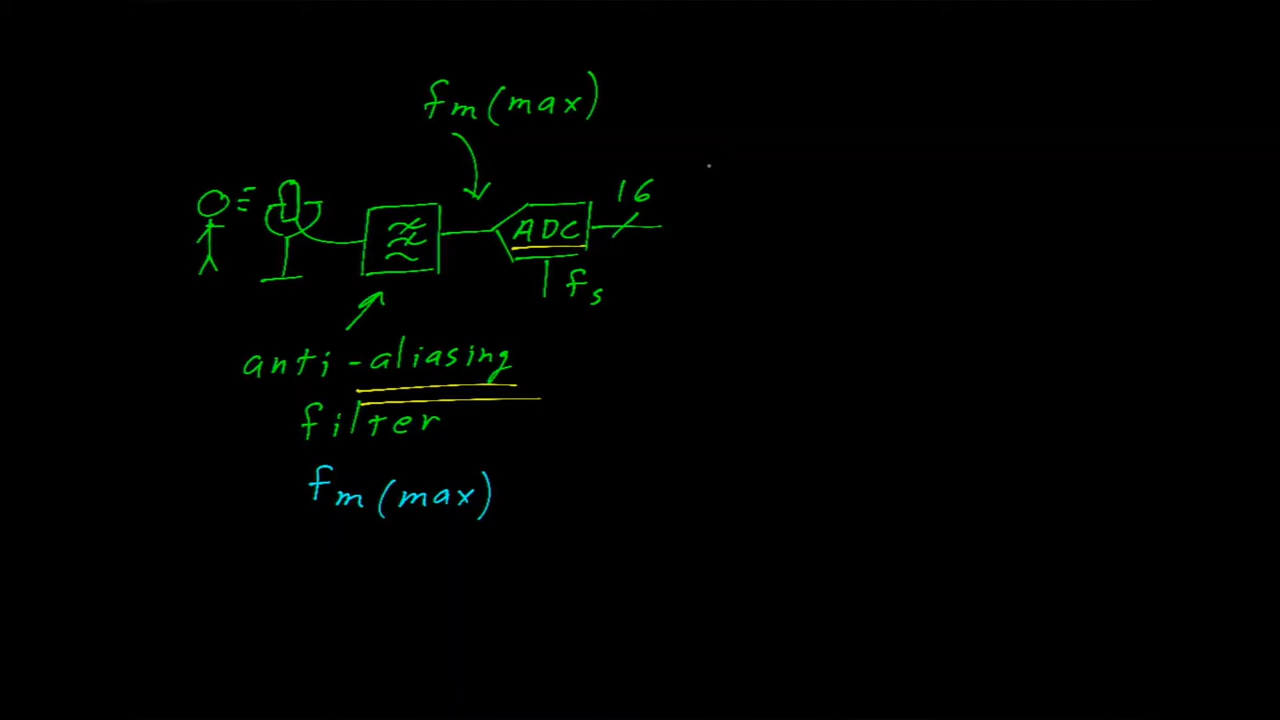 fm(max)
16
ADC
fs
anti-aliasing
filter
fm(max)